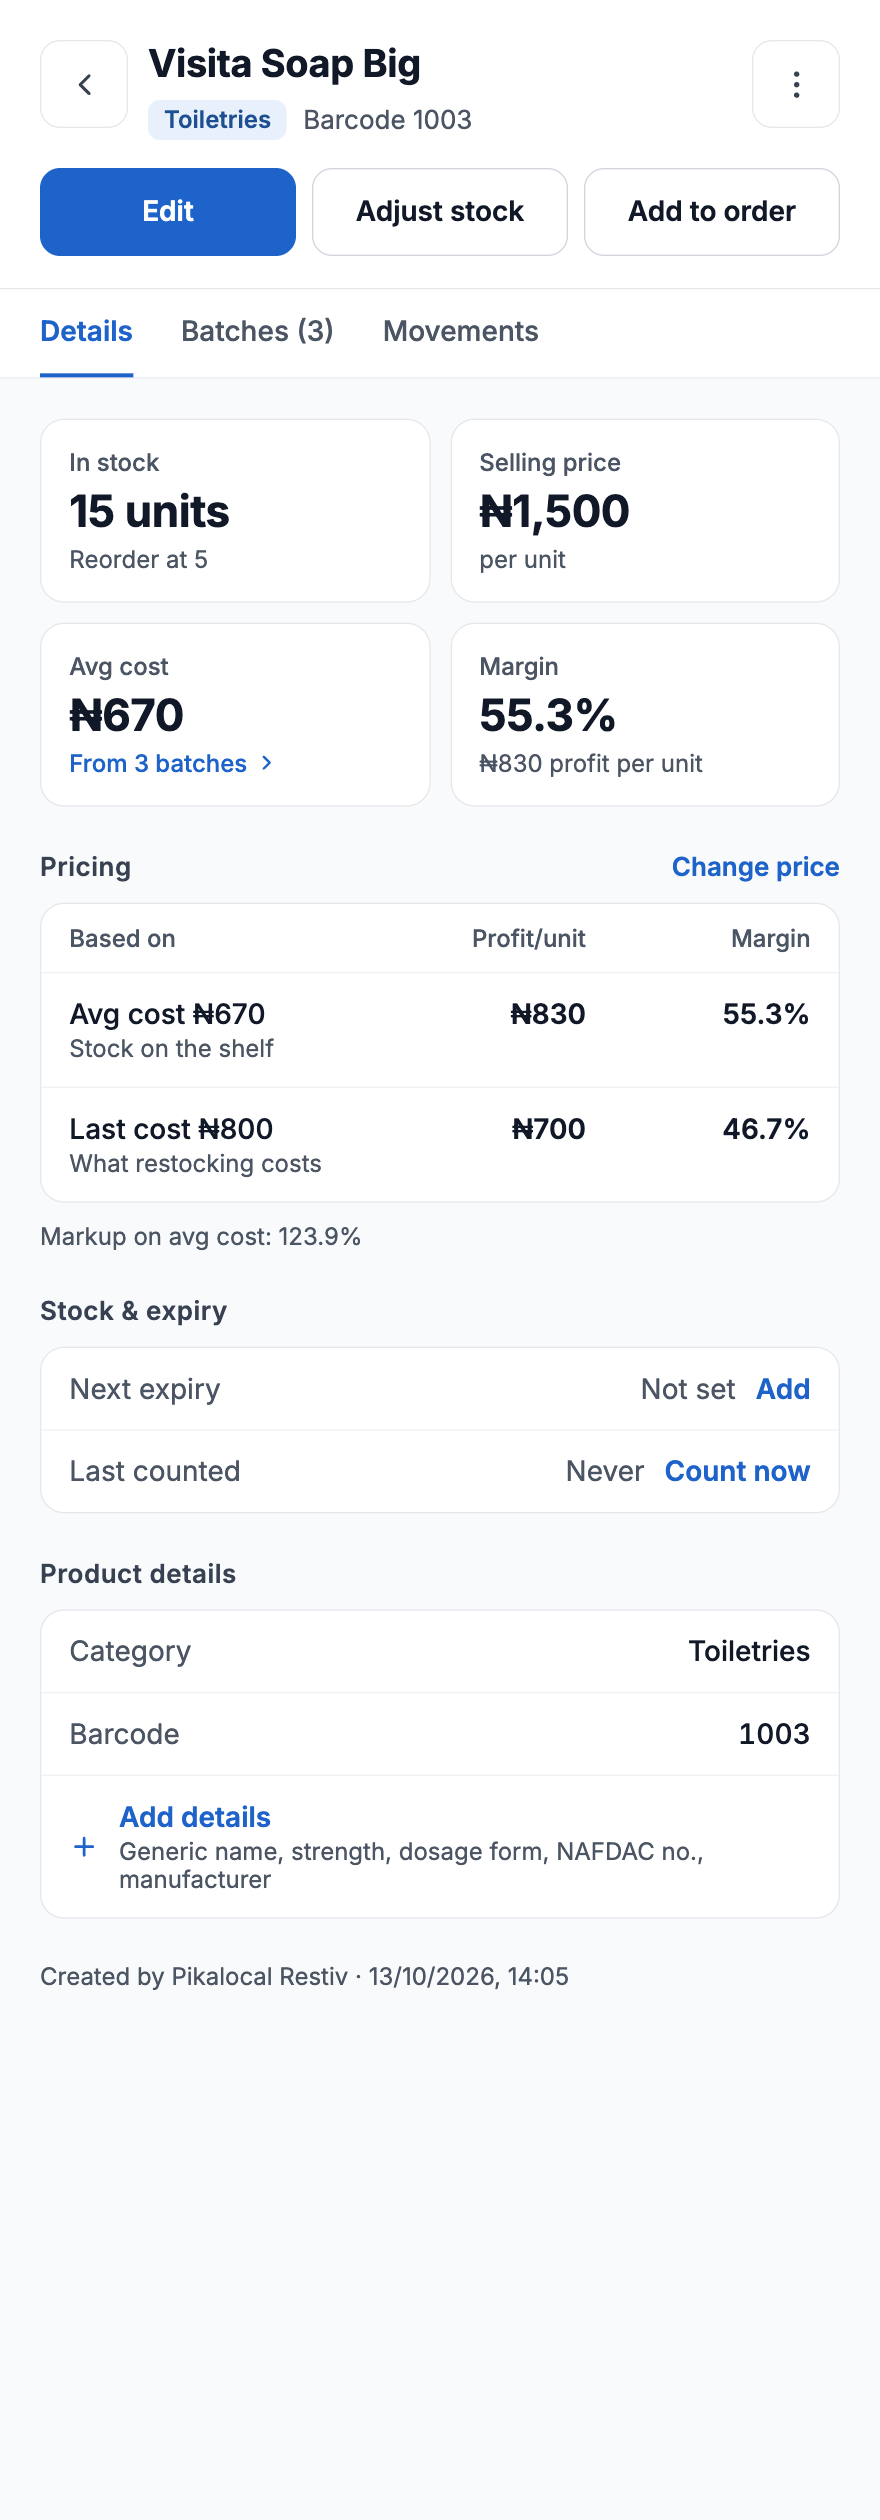 Visita Soap Big
Toiletries Barcode 1003
Edit
Adjust stock
Add to order
Details
Batches (3)
Movements
In stock
15 units
Reorder at 5
Selling price
₦1,500
per unit
Avg cost
₦670
From 3 batches
Margin
55.3%
₦830 profit per unit
Pricing
Change price
Based on Profit/unit Margin
Avg cost ₦670 ₦830 55.3%
Stock on the shelf
Last cost ₦800 ₦700 46.7%
What restocking costs
Markup on avg cost: 123.9%
Stock & expiry
Next expiry Not set Add
Last counted Never Count now
Product details
Category Toiletries
Barcode 1003
Add details
Generic name, strength, dosage form, NAFDAC no.,
manufacturer
Created by Pikalocal Restiv · 13/10/2026, 14:05